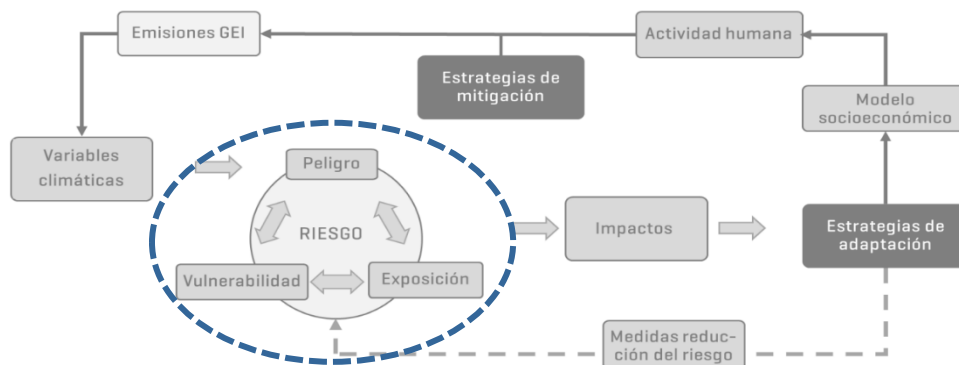 Emisiones GEI
Actividad humana
Estrategias de
mitigación
Modelo
socioeconómico
Variables
climáticas
Peligro
RIESGO
Vulnerabilidad
Exposición
Impactos
Estrategias de
adaptación
Medidas reduc-
ción del riesgo